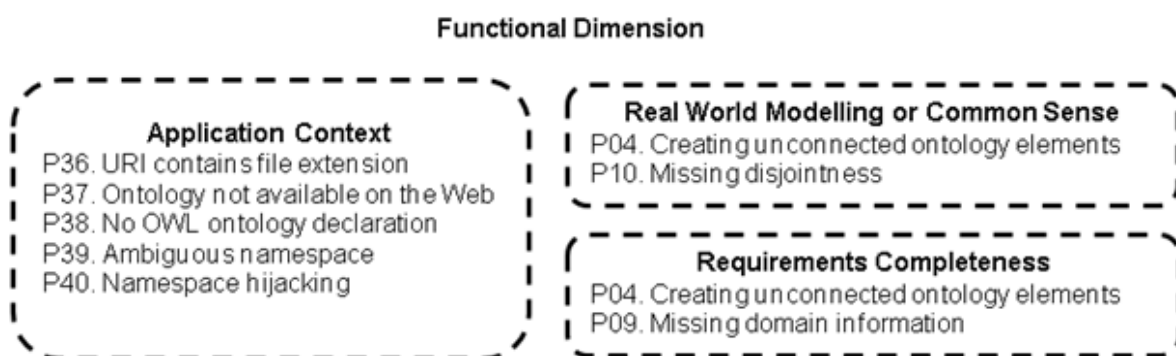 Functional Dimension
Application Context
P36. URI contains file extension
P37. Ontology not available on the Web
P38. No OWL ontology declaration
P39. Ambiguous namespace
P40. Namespace hijacking
Real World Modelling or Common Sense
P04. Creating unconnected ontology elements
P10. Missing disjointness
Requirements Completeness
P04. Creating unconnected ontology elements
P09. Missing domain information